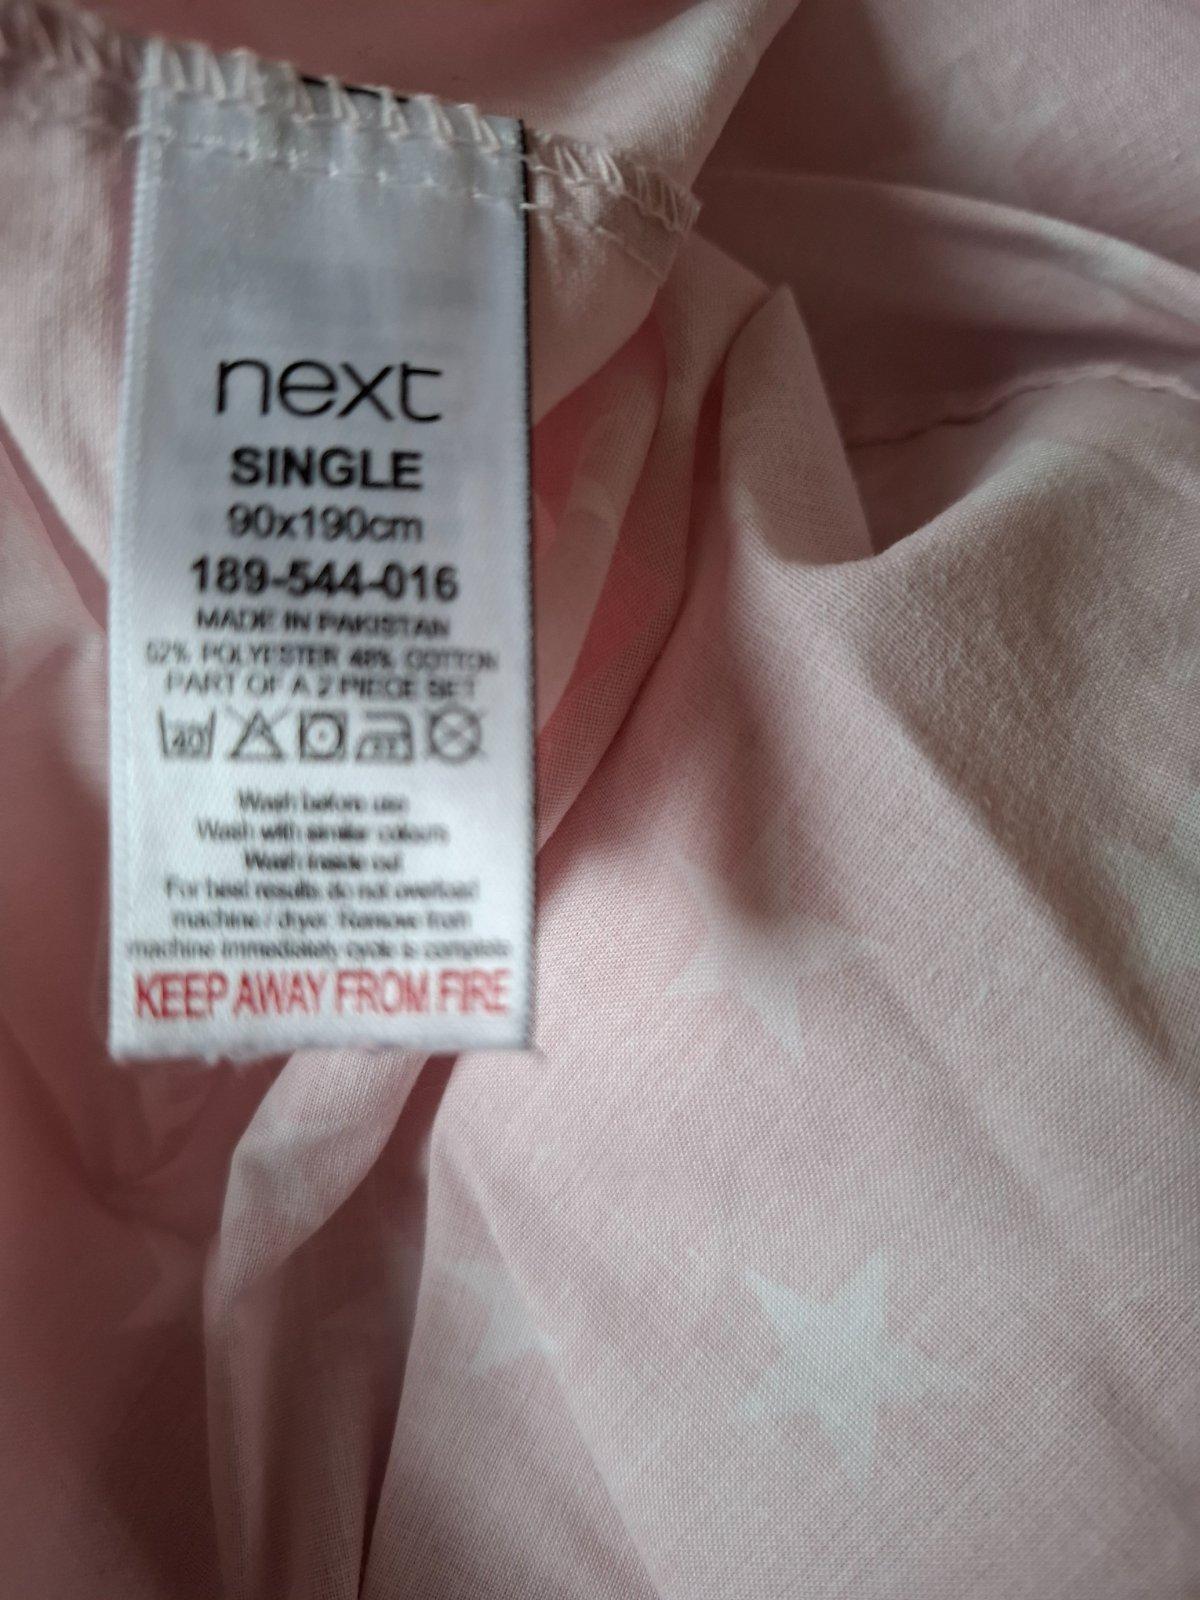 next
SINGLE
90x190cm
189-544-016
MADE IN PAKISTAN
52% POLYESTER 48% COTTON
PART OF A 2 PIECE SET
40
Wash before use
Wash with similar colours
Wash inside out
For best results do not overload
machine / dryer. Remove from
machine immediately cycle is complete
KEEP AWAY FROM FIRE